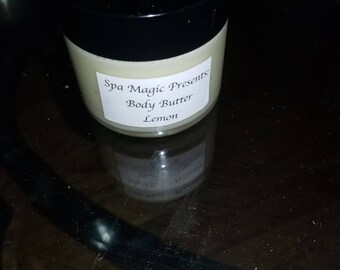 Spa Magic Presents:
Body Butter
Lemon